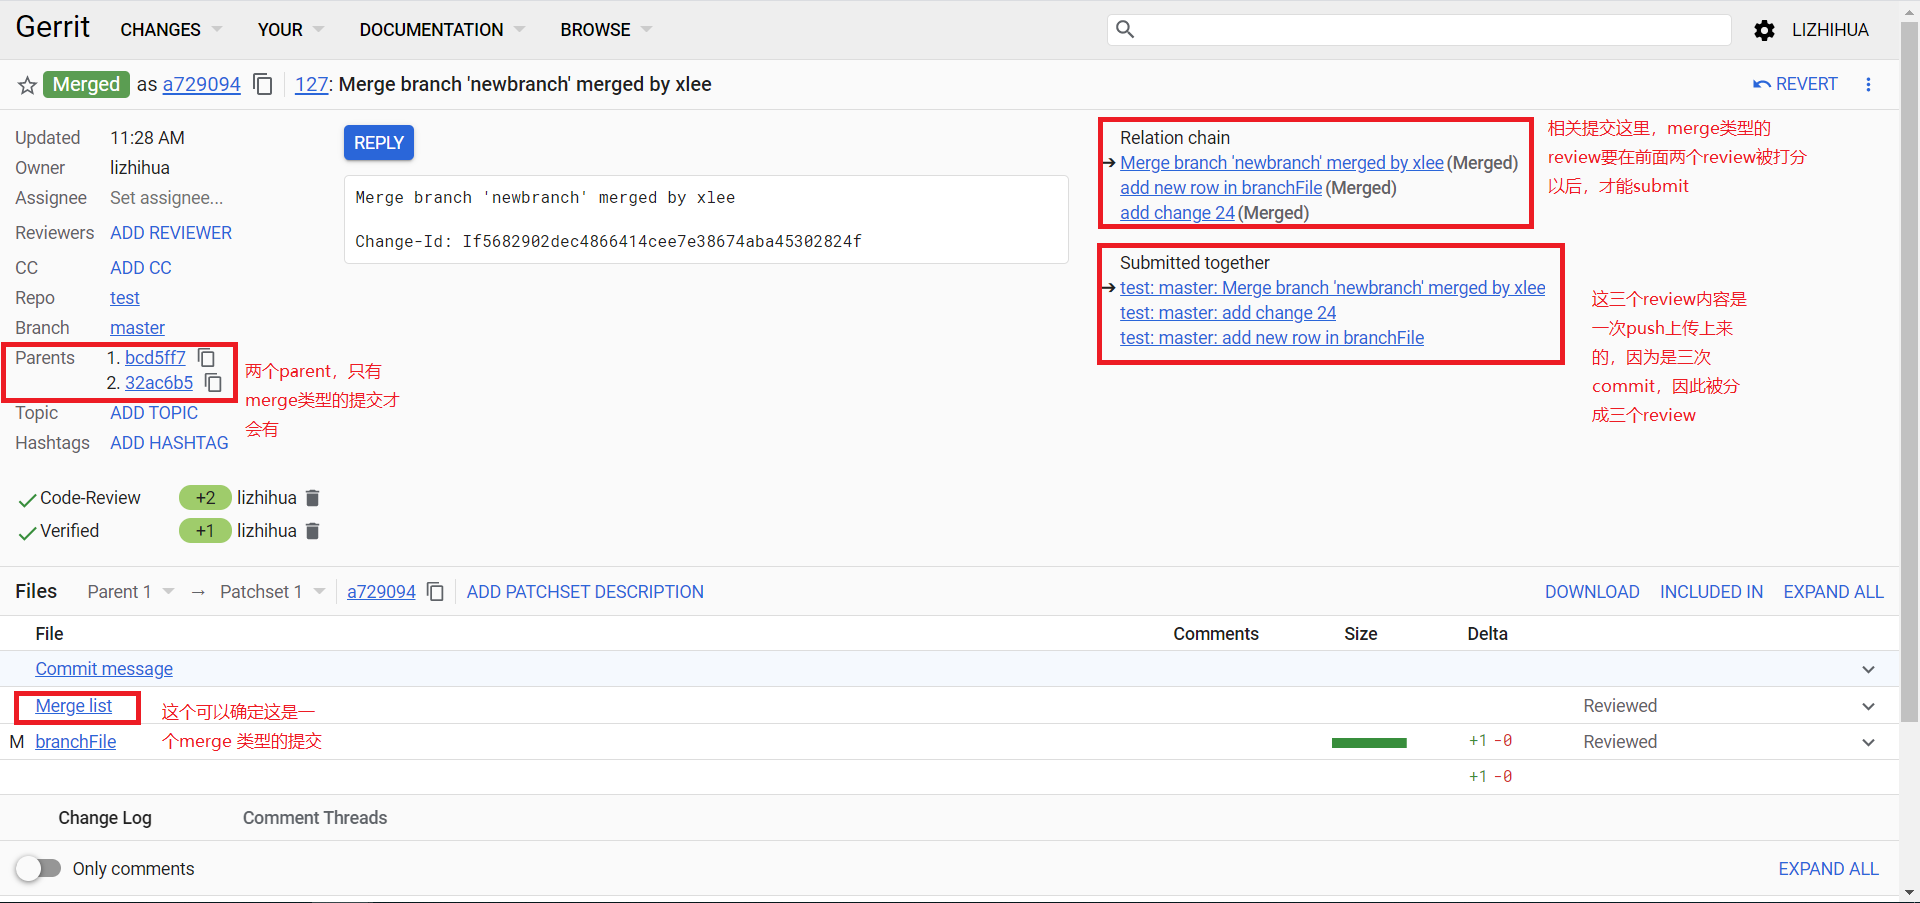 Gerrit CHANGES YOUR DOCUMENTATION BROWSE LIZHIHUA
Merged as a729094 127: Merge branch 'newbranch' merged by xlee REVERT
Updated 11:28 AM
Owner lizhihua
Assignee Set assignee...
Reviewers ADD REVIEWER
CC ADD CC
Repo test
Branch master
Parents 1. bcd5ff7
2. 32ac6b5
Topic ADD TOPIC
Hashtags ADD HASHTAG
两个parent，只有
merge类型的提交才
会有
Code-Review +2 lizhihua
Verified +1 lizhihua
REPLY
Merge branch 'newbranch' merged by xlee
Change-Id: If5682902dec4866414cee7e38674aba45302824f
Relation chain
Merge branch 'newbranch' merged by xlee (Merged)
add new row in branchFile (Merged)
add change 24 (Merged)
相关提交这里，merge类型的
review要在前面两个review被打分
以后，才能submit
Submitted together
test: master: Merge branch 'newbranch' merged by xlee
test: master: add change 24
test: master: add new row in branchFile
这三个review内容是
一次push上传上来
的，因为是三次
commit，因此被分
成三个review
Files Parent 1 → Patchset 1 a729094 ADD PATCHSET DESCRIPTION DOWNLOAD INCLUDED IN EXPAND ALL
File Comments Size Delta
Commit message
Merge list Reviewed
这个可以确定这是一
个merge 类型的提交
M branchFile +1 -0 Reviewed
+1 -0
Change Log Comment Threads
Only comments EXPAND ALL